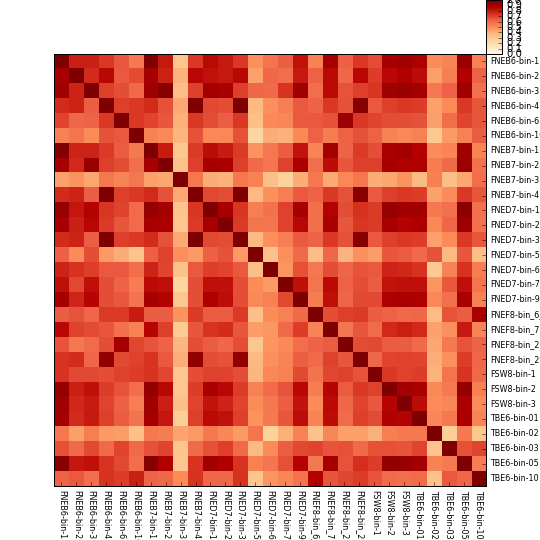 0.9
0.8
0.7
0.6
0.5
0.4
0.3
0.2
0.1
0.0
FNEB6-bin-1
FNEB6-bin-2
FNEB6-bin-3
FNEB6-bin-4
FNEB6-bin-6
FNEB6-bin-1
FNEB7-bin-1
FNEB7-bin-2
FNEB7-bin-3
FNEB7-bin-4
FNED7-bin-1
FNED7-bin-2
FNED7-bin-3
FNED7-bin-5
FNED7-bin-6
FNED7-bin-7
FNED7-bin-9
FNEF8-bin_6
FNEF8-bin_7
FNEF8-bin_2
FNEF8-bin_2
FSW8-bin-1
FSW8-bin-2
FSW8-bin-3
TBE6-bin-01
TBE6-bin-02
TBE6-bin-03
TBE6-bin-05
TBE6-bin-10
FNEB6-bin-1
FNEB6-bin-2
FNEB6-bin-3
FNEB6-bin-4
FNEB6-bin-6
FNEB6-bin-10
FNEB7-bin-1
FNEB7-bin-2
FNEB7-bin-3
FNEB7-bin-4
FNED7-bin-1
FNED7-bin-2
FNED7-bin-3
FNED7-bin-5
FNED7-bin-6
FNED7-bin-7
FNED7-bin-9
FNEF8-bin_6
FNEF8-bin_7
FNEF8-bin_2
FNEF8-bin_2
FSW8-bin-1
FSW8-bin-2
FSW8-bin-3
TBE6-bin-01
TBE6-bin-02
TBE6-bin-03
TBE6-bin-05
TBE6-bin-10